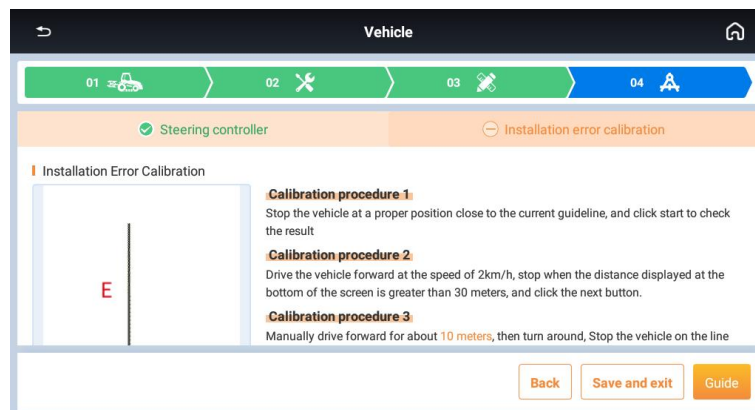 Vehicle
01
02
03
04
Steering controller
Installation error calibration
Installation Error Calibration
E
Calibration procedure 1
Stop the vehicle at a proper position close to the current guideline, and click start to check
the result
Calibration procedure 2
Drive the vehicle forward at the speed of 2km/h, stop when the distance displayed at the
bottom of the screen is greater than 30 meters, and click the next button.
Calibration procedure 3
Manually drive forward for about 10 meters, then turn around, Stop the vehicle on the line
Back
Save and exit
Guide